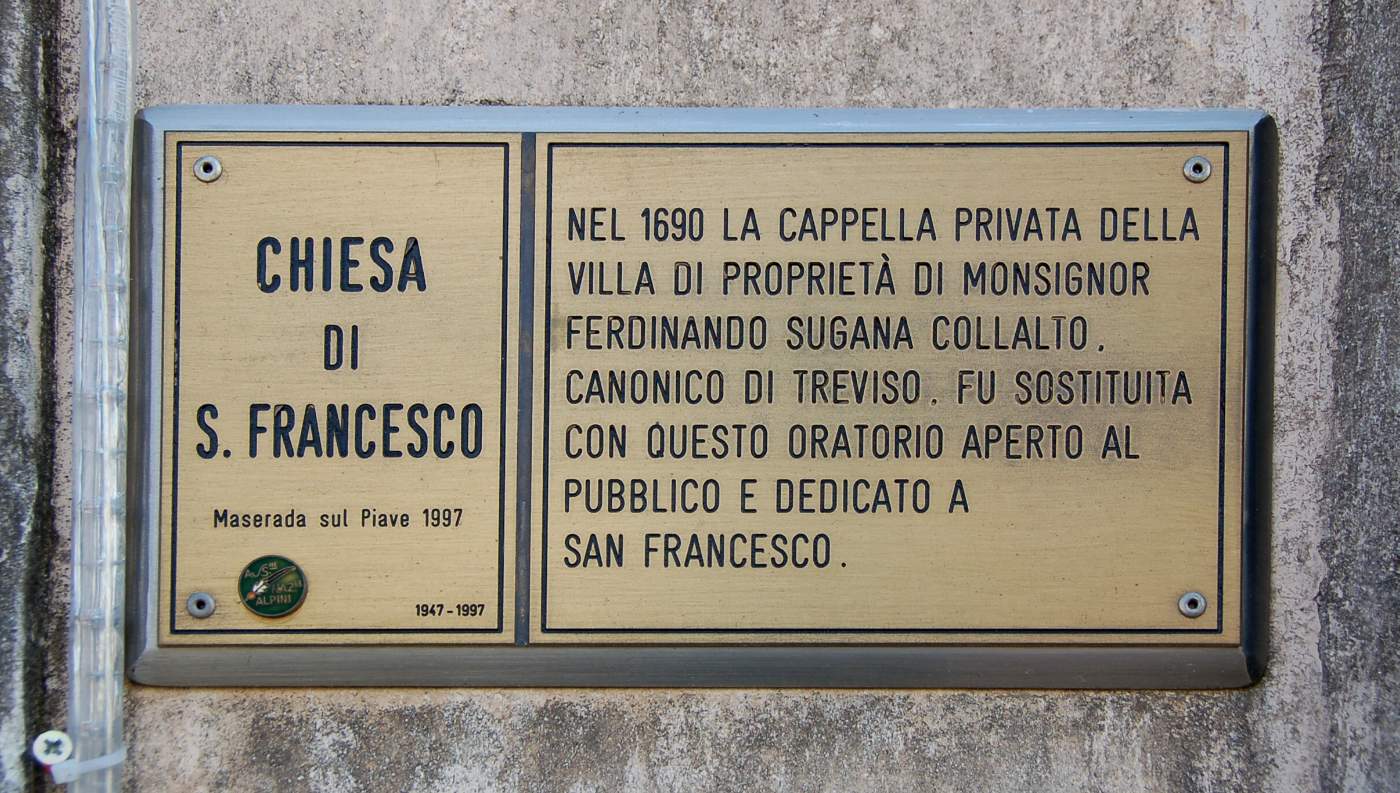 CHIESA
DI
S. FRANCESCO
Maserada sul Piave 1997
ALPINI
1947-1997
NEL 1690 LA CAPPELLA PRIVATA DELLA
VILLA DI PROPRIETÀ DI MONSIGNOR
FERDINANDO SUGANA COLLALTO,
CANONICO DI TREVISO, FU SOSTITUITA
CON QUESTO ORATORIO APERTO AL
PUBBLICO E DEDICATO A
SAN FRANCESCO.